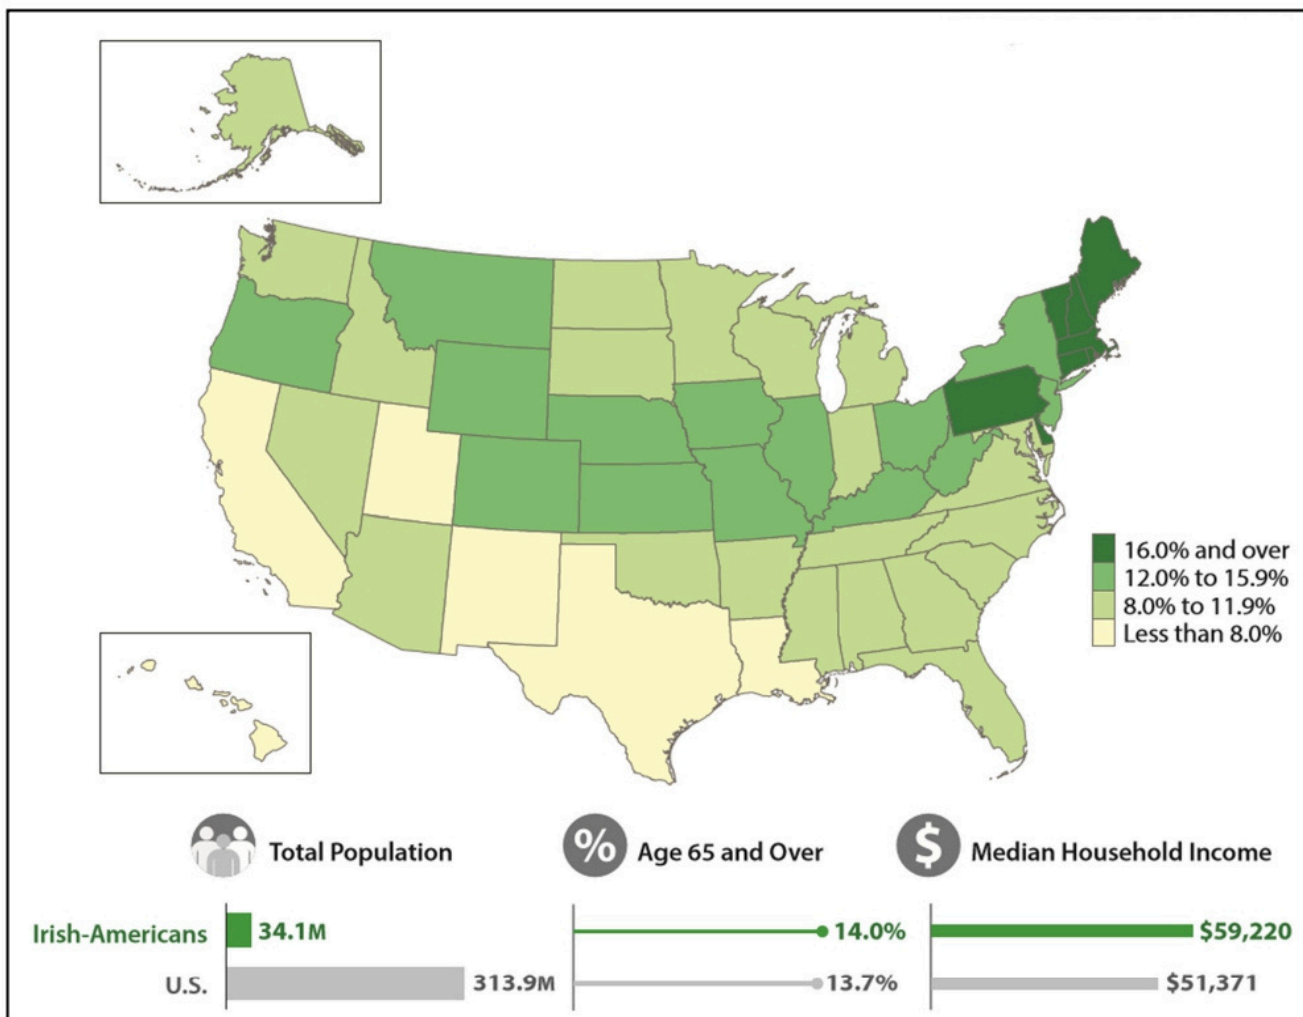 16.0% and over
12.0% to 15.9%
8.0% to 11.9%
Less than 8.0%
% $
Total Population Age 65 and Over Median Household Income
Irish-Americans 34.1M 14.0% $59,220
U.S. 313.9M 13.7% $51,371